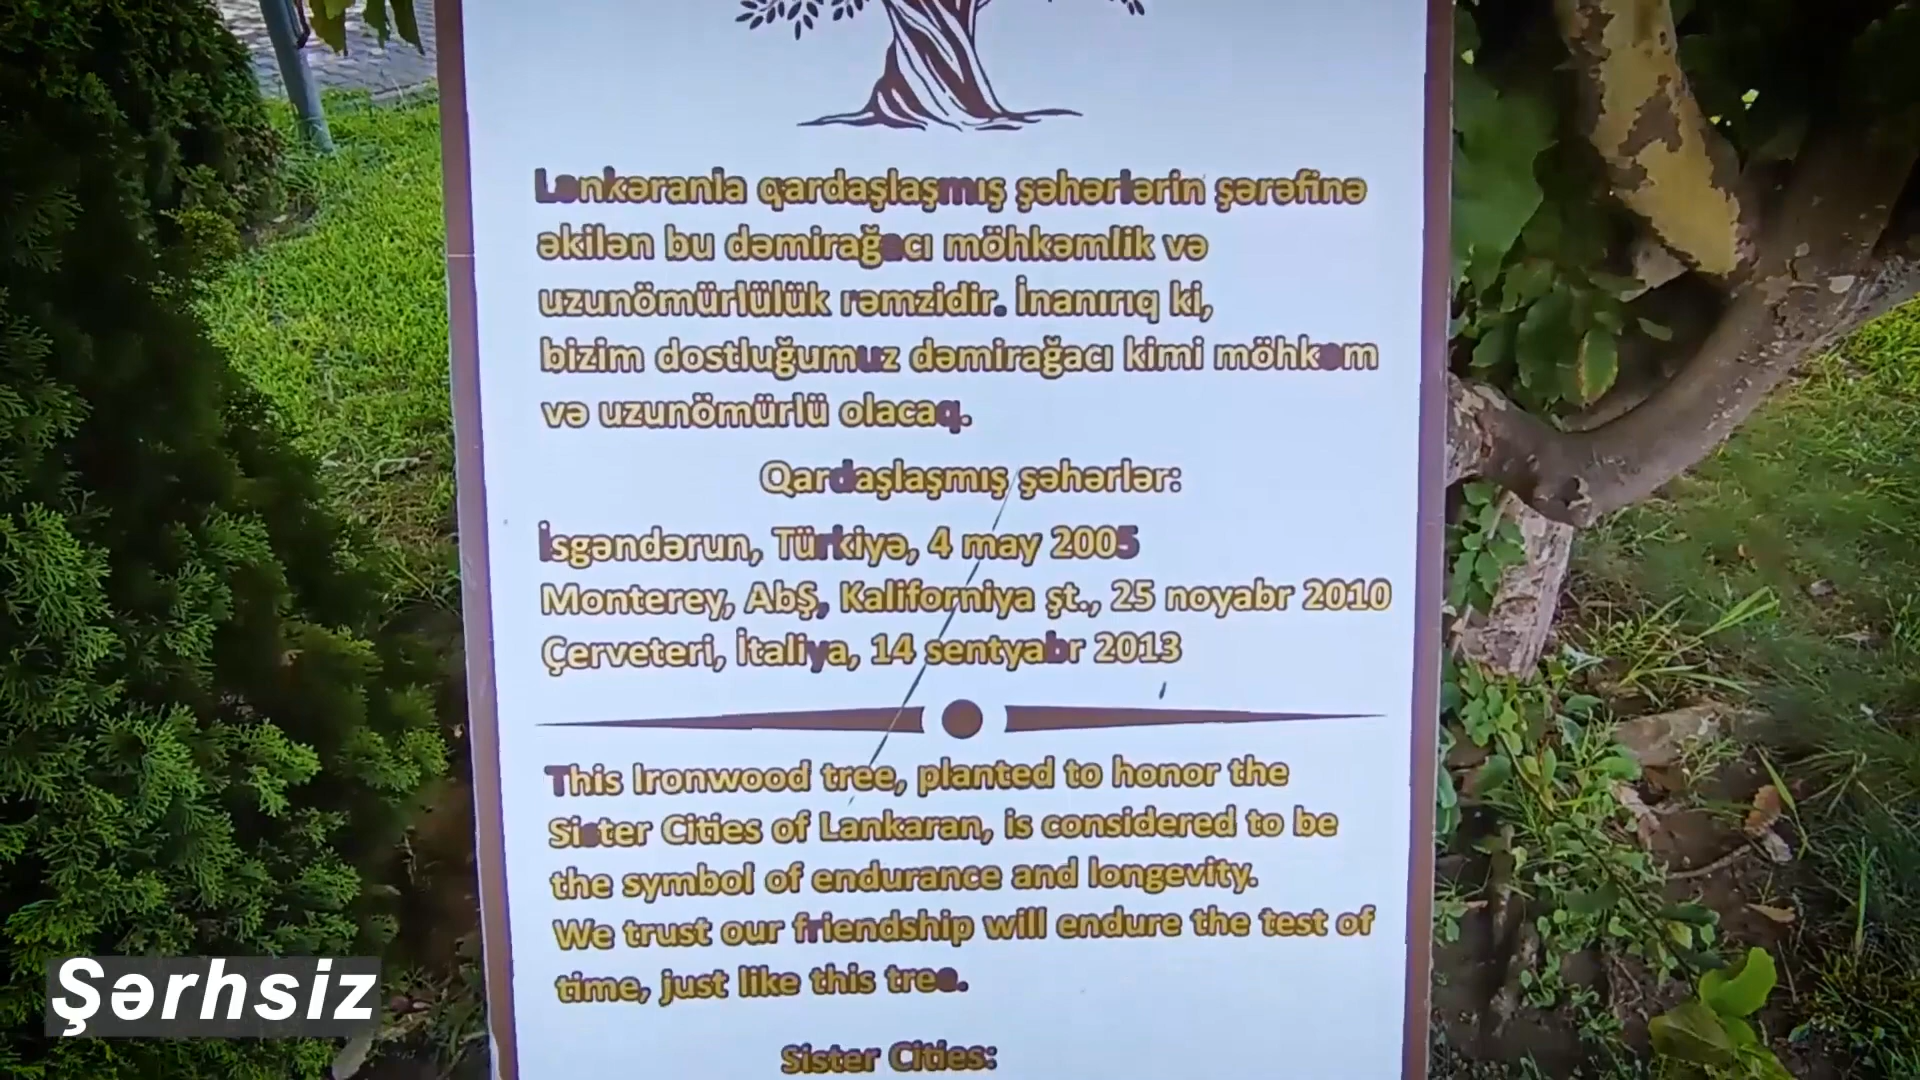 Lənkəranla qardaşlaşmış şəhərlərin şərəfinə
əkilən bu dəmirağacı möhkəmlik və
uzunömürlülük rəmzidir. İnanırıq ki,
bizim dostluğumuz dəmirağacı kimi möhkəm
və uzunömürlü olacaq.
Qardaşlaşmış şəhərlər:
İsgəndərun, Türkiyə, 4 may 2005
Monterey, AbŞ, Kaliforniya şt., 25 noyabr 2010
Çerveteri, İtaliya, 14 sentyabr 2013
This Ironwood tree, planted to honor the
Sister Cities of Lankaran, is considered to be
the symbol of endurance and longevity.
We trust our friendship will endure the test of
time, just like this tree.
Sister Cities:
Şərhsiz